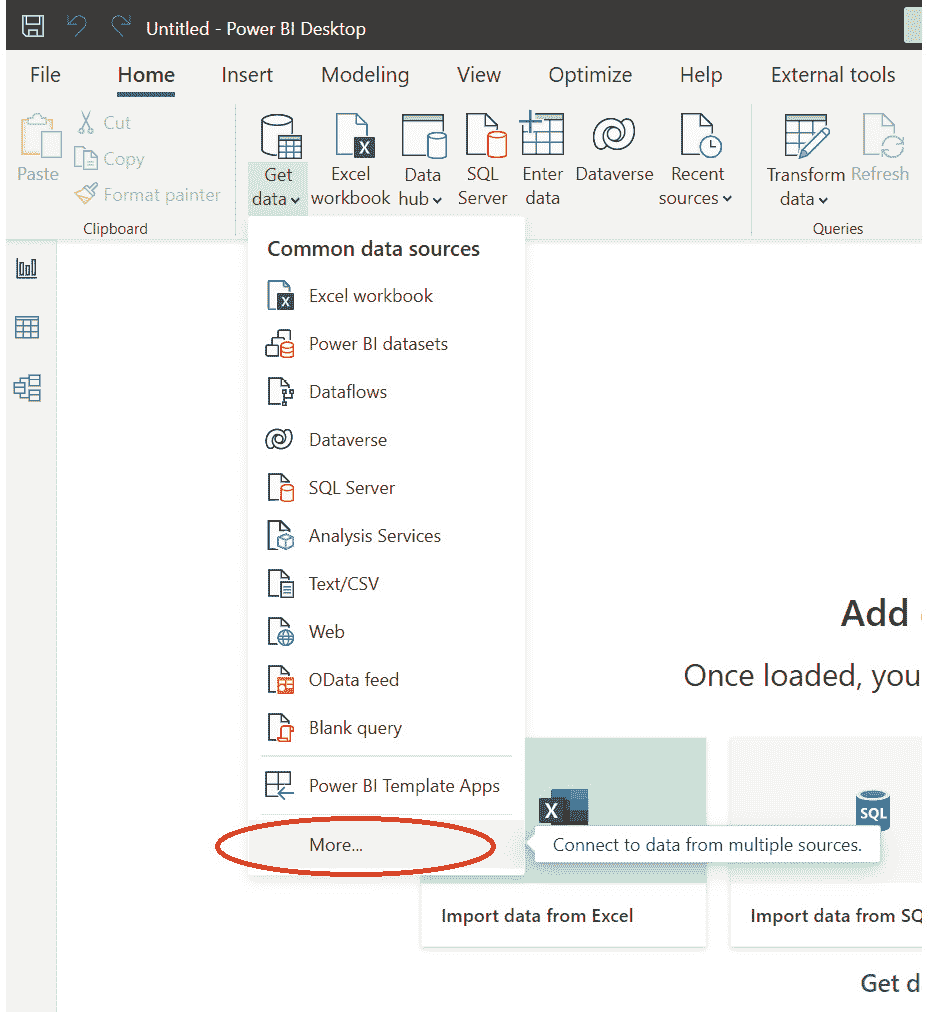 Untitled - Power BI Desktop
File Home Insert Modeling View Optimize Help External tools
Paste
Cut
Copy
Format painter
Clipboard
Get data
Excel workbook
Data hub
SQL Server
Enter data
Dataverse
Recent sources
Transform data
Refresh
Queries
Common data sources
Excel workbook
Power BI datasets
Dataflows
Dataverse
SQL Server
Analysis Services
Text/CSV
Web
OData feed
Blank query
Power BI Template Apps
More...
Connect to data from multiple sources.
Add
Once loaded, you
X
SQL
Import data from Excel
Import data from SQ
Get d